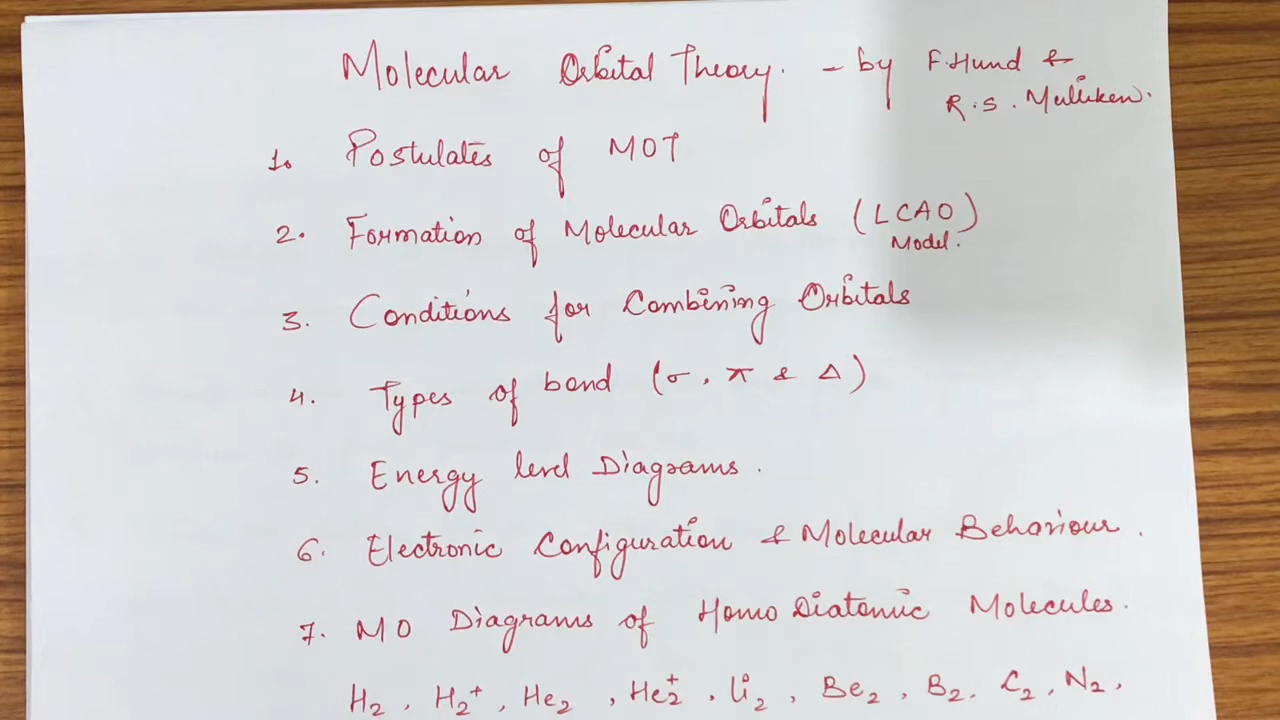 Molecular Orbital Theory. - by F. Hund &
R.S. Mulliken.
1. Postulates of MOT
2. Formation of Molecular Orbitals (LCAO)
Model.
3. Conditions for Combining Orbitals
4. Types of bond (σ, π & Δ)
5. Energy level Diagrams.
6. Electronic Configuration & Molecular Behaviour.
7. MO Diagrams of Homo Diatomic Molecules.
H₂, H₂⁺, He₂, He₂⁺, Li₂, Be₂, B₂, C₂, N₂,